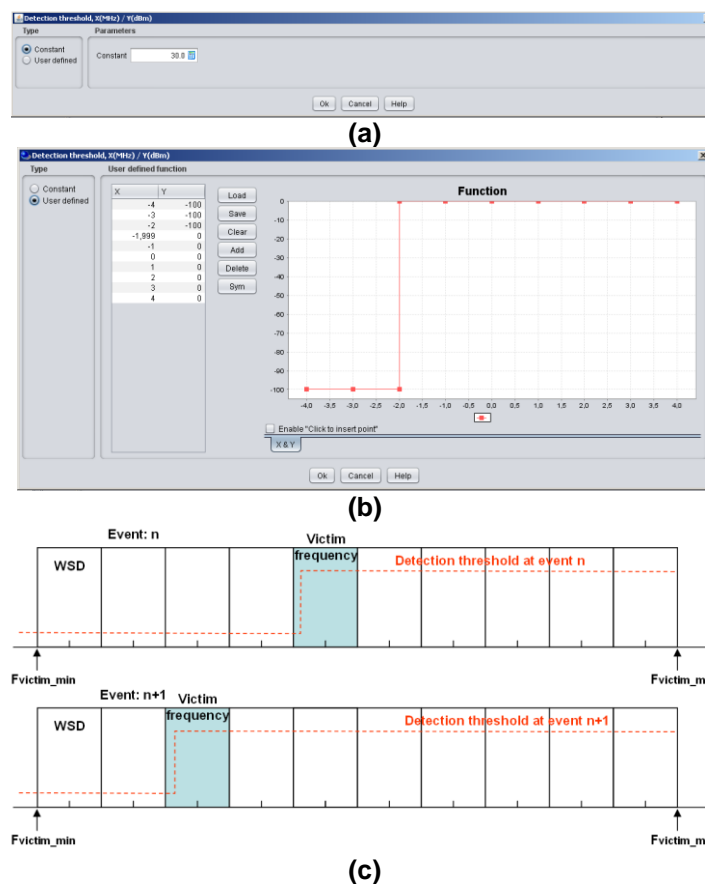 Detection threshold, X(MHz) / Y(dBm)
Type
Parameters
Constant
User defined
Constant 30.0
Ok Cancel Help
(a)
Detection threshold, X(MHz) / Y(dBm)
Type
User defined function
Constant
User defined
X Y
-4 -100
-3 -100
-2 -100
-1,999 0
-1 0
0 0
1 0
2 0
3 0
4 0
Load
Save
Clear
Add
Delete
Sym
Function
0
-10
-20
-30
-40
-50
-60
-70
-80
-90
-100
-4,0 -3,5 -3,0 -2,5 -2,0 -1,5 -1,0 -0,5 0,0 0,5 1,0 1,5 2,0 2,5 3,0 3,5 4,0
Enable "Click to insert point"
X & Y
Ok Cancel Help
(b)
Event: n
Victim
frequency
WSD
Detection threshold at event n
Fvictim_min
Fvictim_m
Event: n+1
Victim
frequency
WSD
Detection threshold at event n+1
Fvictim_min
Fvictim_m
(c)